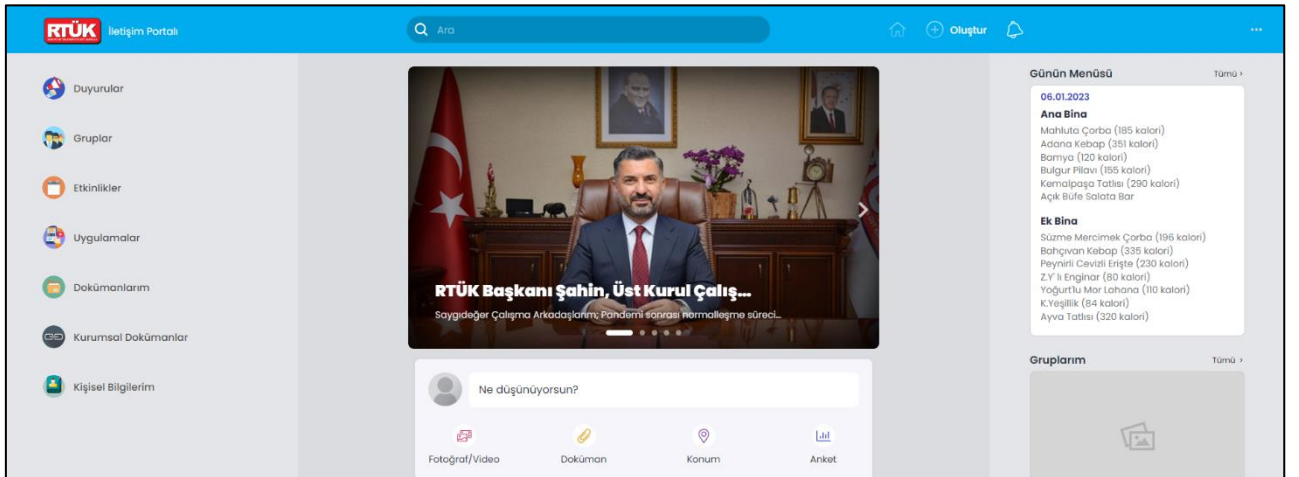 RTÜK İletişim Portalı
Ara
Oluştur
Duyurular
Gruplar
Etkinlikler
Uygulamalar
Dokümanlarım
Kurumsal Dokümanlar
Kişisel Bilgilerim
RTÜK Başkanı Şahin, Üst Kurul Çalış...
Saygıdeğer Çalışma Arkadaşlarım; Pandemi sonrası normalleşme süreci...
Ne düşünüyorsun?
Fotoğraf/Video
Doküman
Konum
Anket
Günün Menüsü Tümü ›
06.01.2023
Ana Bina
Mahluta Çorba (185 kalori)
Adana Kebap (351 kalori)
Bamya (120 kalori)
Bulgur Pilavı (155 kalori)
Kemalpaşa Tatlısı (290 kalori)
Açık Büfe Salata Bar
Ek Bina
Süzme Mercimek Çorba (196 kalori)
Bahçıvan Kebap (335 kalori)
Peynirli Cevizli Erişte (230 kalori)
Z.Y' lı Enginar (80 kalori)
Yoğurtlu Mor Lahana (110 kalori)
K.Yeşillik (84 kalori)
Ayva Tatlısı (320 kalori)
Gruplarım Tümü ›